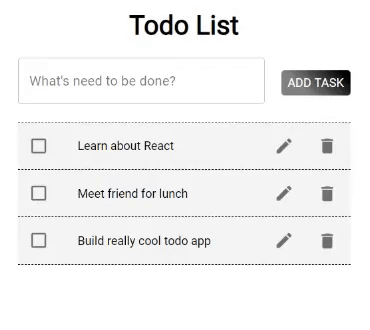 Todo List
What's need to be done?
ADD TASK
Learn about React
Meet friend for lunch
Build really cool todo app